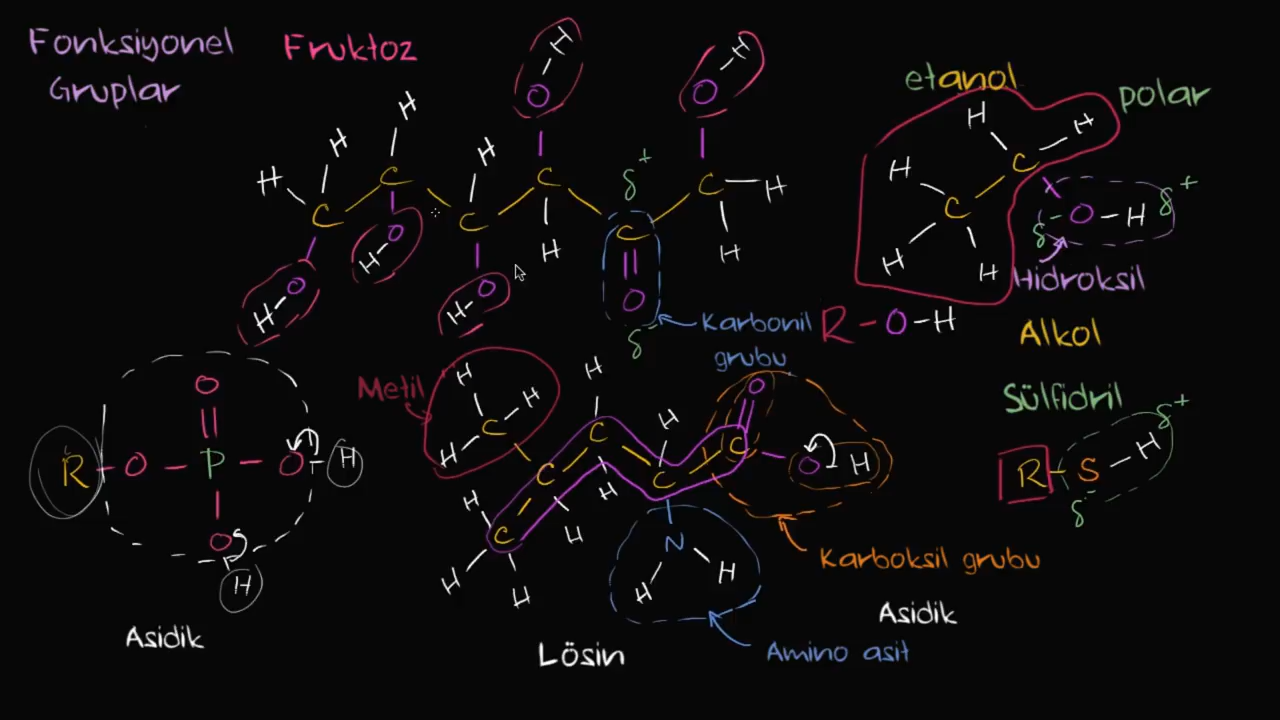 Fonksiyonel
Gruplar
Fruktoz
etanol
polar
H
H
H
H
H
H
H
H
H
H
C
C
C
C
C
C
O
O
O
O
O
O
H
H
H
H
H
δ+
δ-
H
H
H
H
H
C
C
δ- O - H δ+
Hidroksil
R - O - H
Alkol
Karbonil
grubu
Metil
H
H
H
C
H
H
O
C
C
C
C
C
O H
H
H
H
H
H
N
H
H
Karboksil grubu
Asidik
Amino asit
Lösin
O
R - O - P - O - H
O
H
Asidik
Sülfidril
δ+
R - S - H
δ-